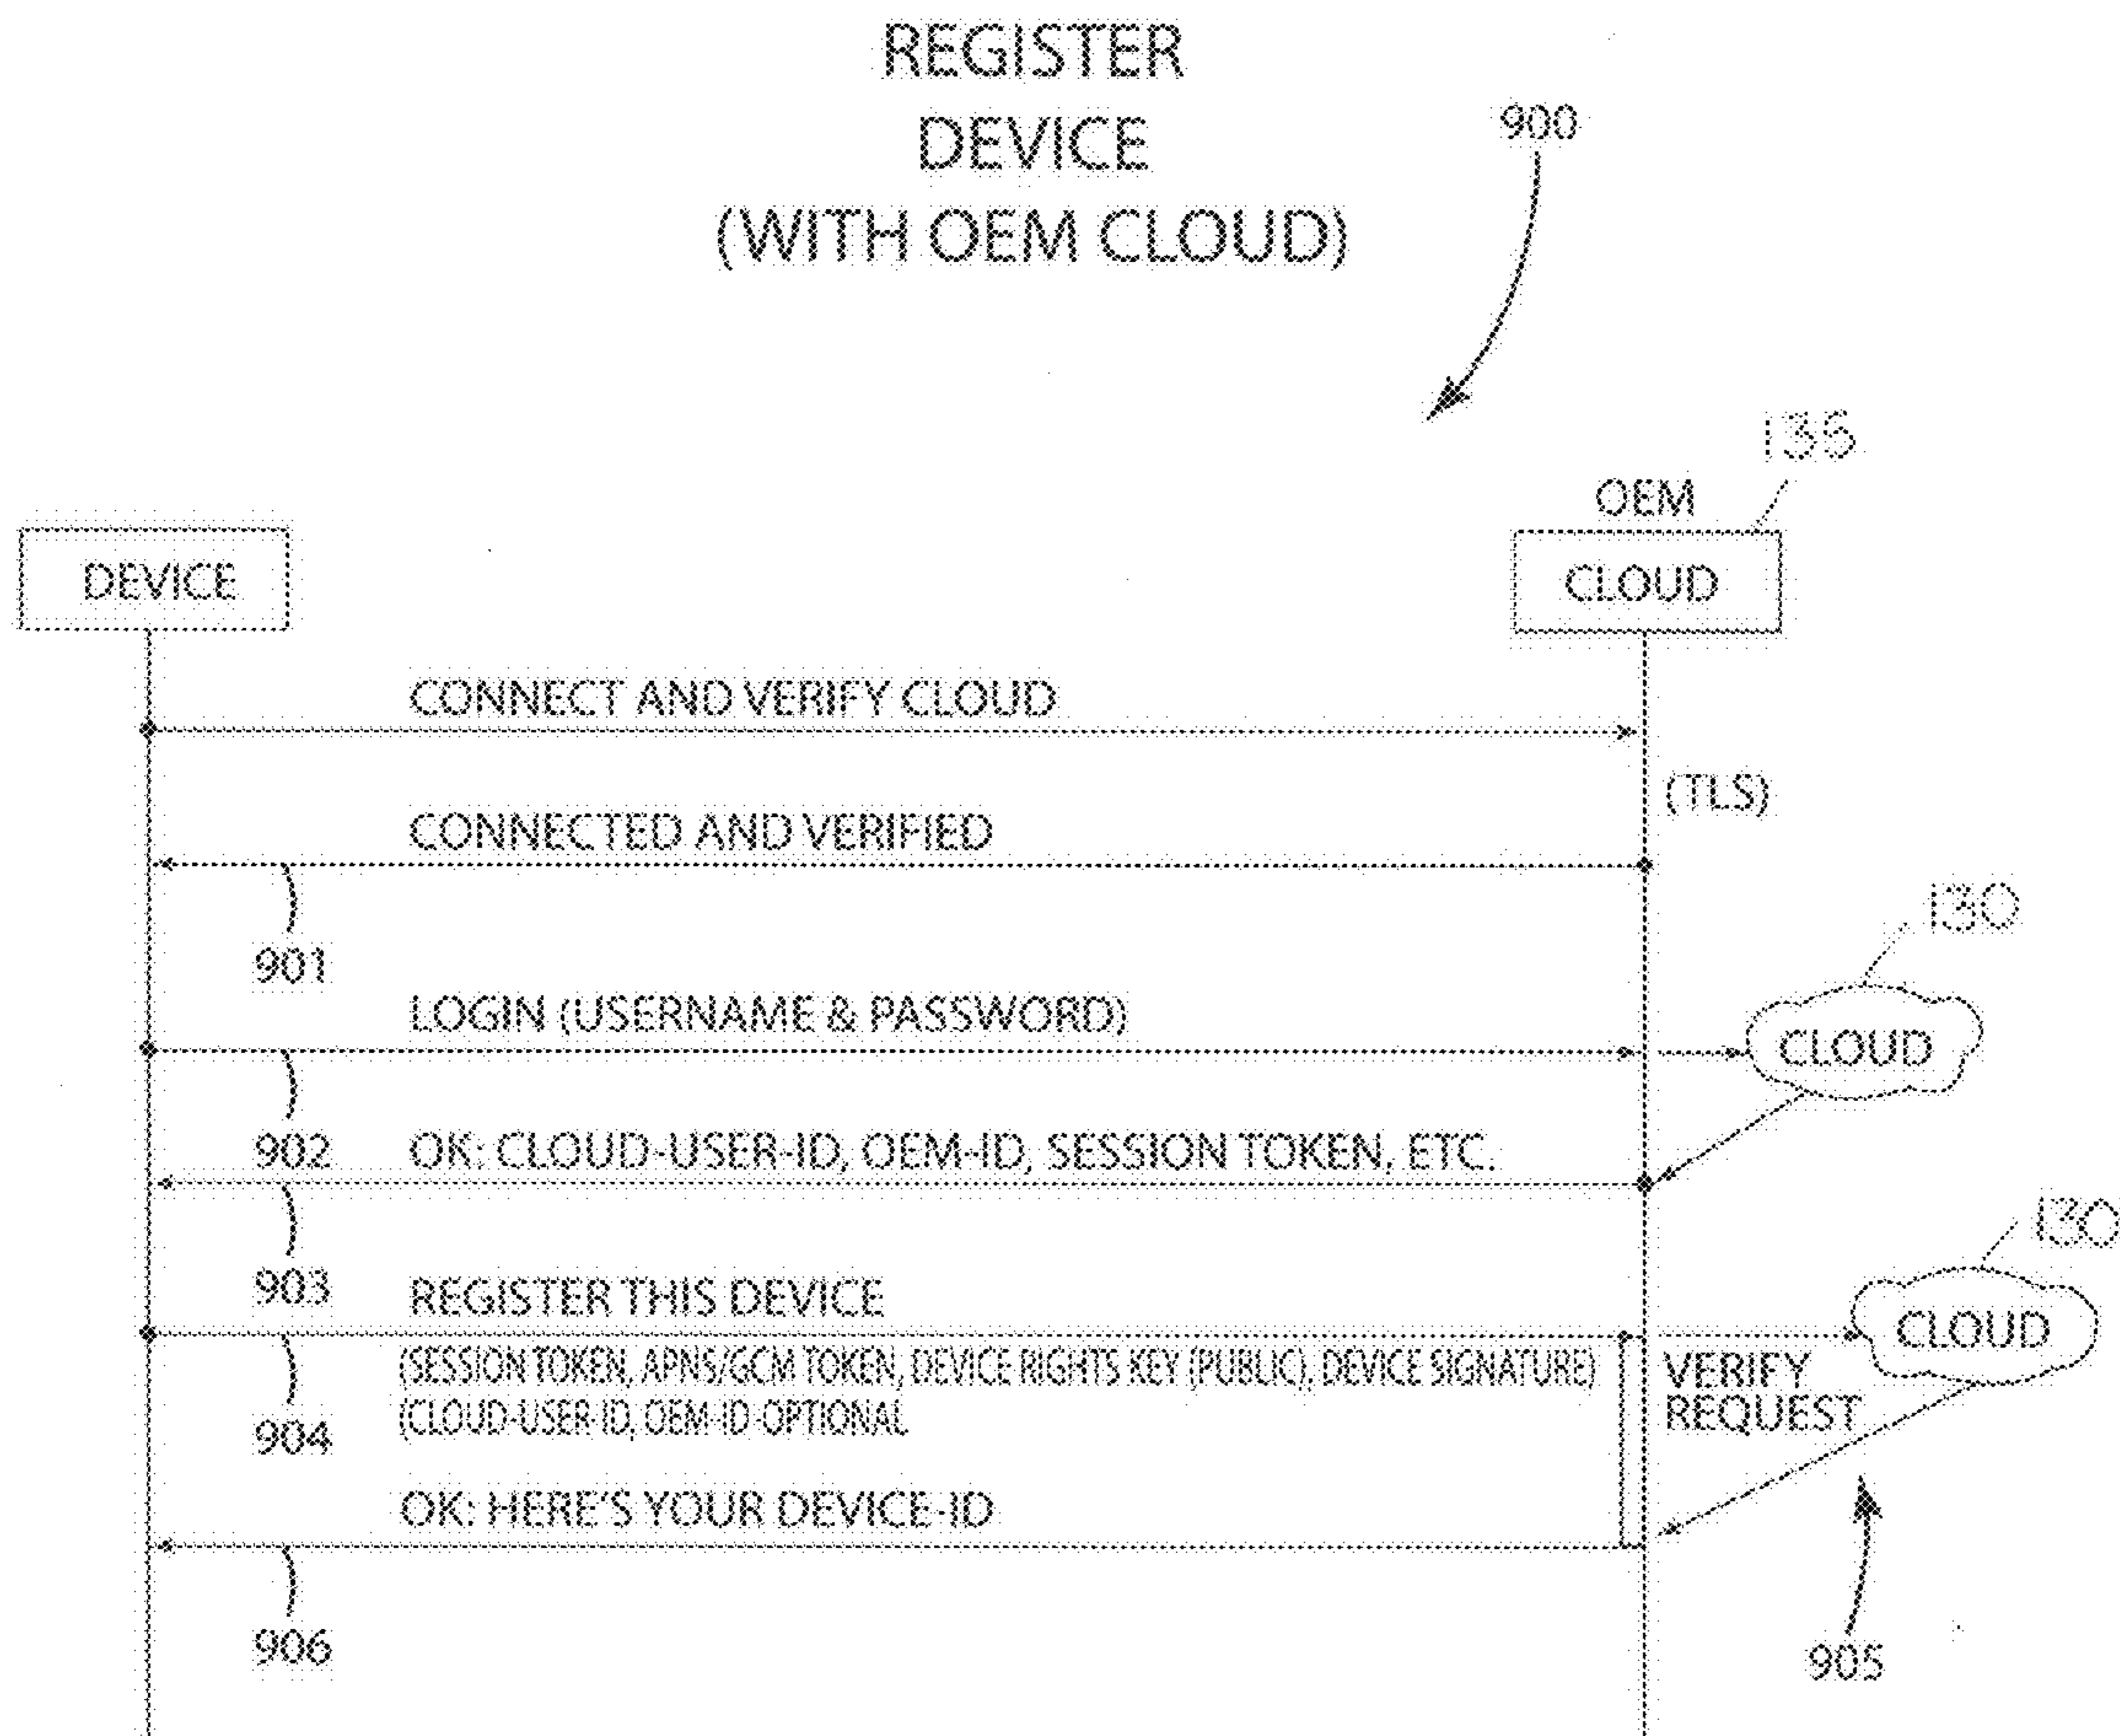 REGISTER
DEVICE
(WITH OEM CLOUD)
900
135
OEM
DEVICE
CLOUD
CONNECT AND VERIFY CLOUD
(TLS)
CONNECTED AND VERIFIED
130
901
LOGIN (USERNAME & PASSWORD)
CLOUD
902
OK: CLOUD-USER-ID, OEM-ID, SESSION TOKEN, ETC.
130
903
REGISTER THIS DEVICE
CLOUD
(SESSION TOKEN, APNS/GCM TOKEN, DEVICE RIGHTS KEY (PUBLIC), DEVICE SIGNATURE)
VERIFY
REQUEST
(CLOUD-USER-ID, OEM-ID-OPTIONAL
904
OK: HERE'S YOUR DEVICE-ID
906
905